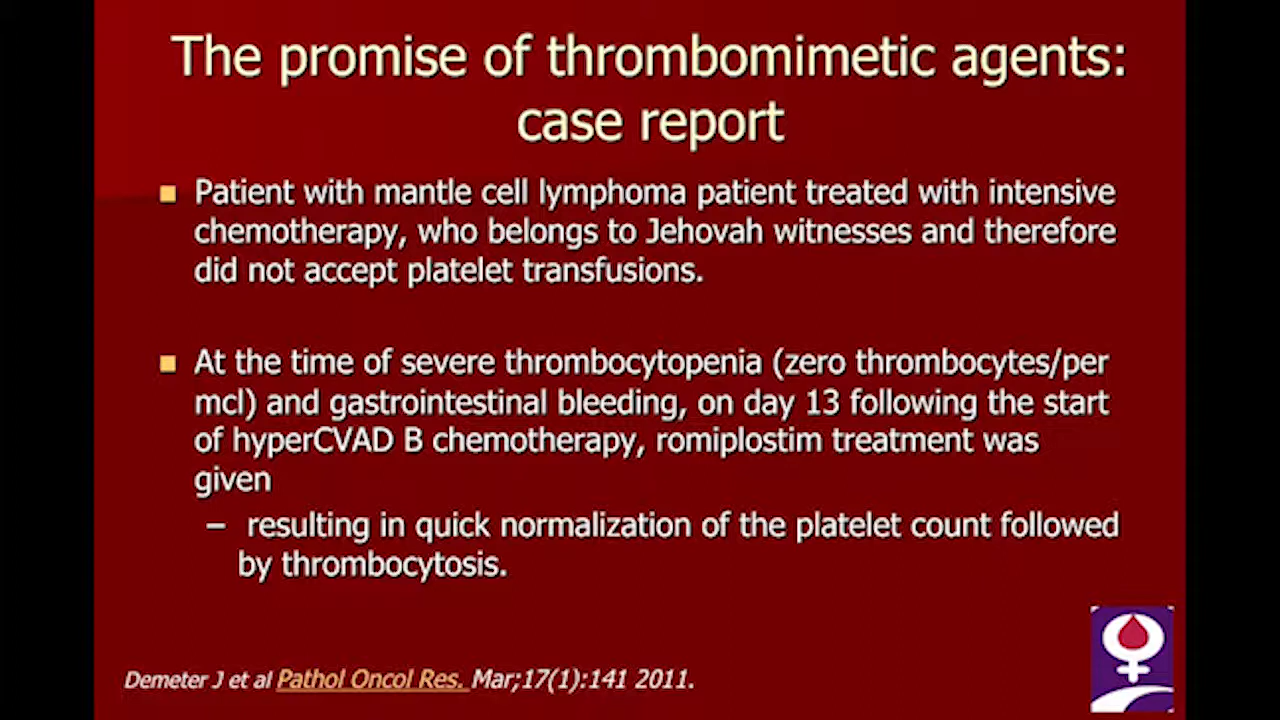 The promise of thrombomimetic agents:
case report
Patient with mantle cell lymphoma patient treated with intensive
chemotherapy, who belongs to Jehovah witnesses and therefore
did not accept platelet transfusions.
At the time of severe thrombocytopenia (zero thrombocytes/per
mcl) and gastrointestinal bleeding, on day 13 following the start
of hyperCVAD B chemotherapy, romiplostim treatment was
given
– resulting in quick normalization of the platelet count followed
by thrombocytosis.
Demeter J et al Pathol Oncol Res. Mar;17(1):141 2011.